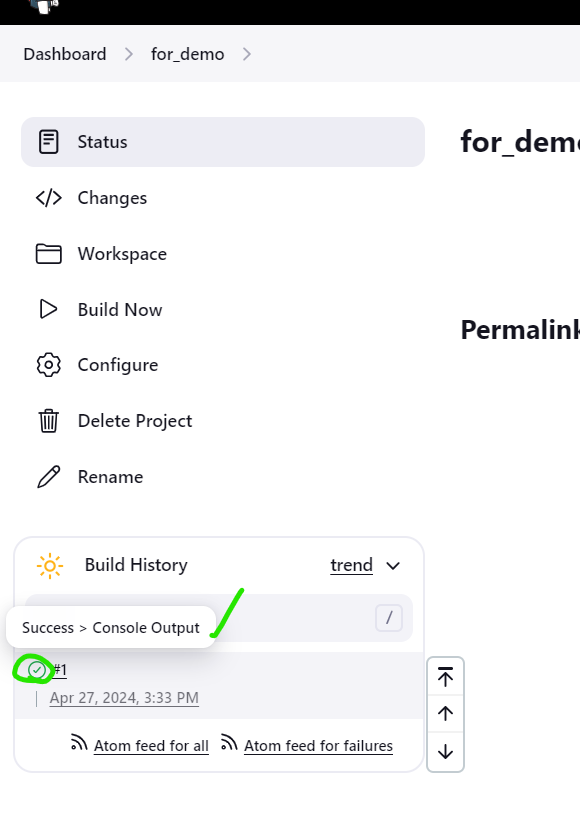 Dashboard > for_demo >
Status
for_demo
Changes
Workspace
Build Now
Permalink
Configure
Delete Project
Rename
Build History trend
/
Success > Console Output
#1
Apr 27, 2024, 3:33 PM
Atom feed for all Atom feed for failures